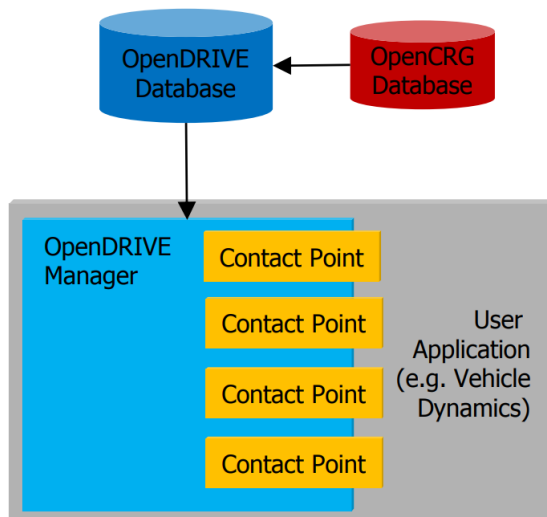 OpenDRIVE
Database
OpenCRG
Database
OpenDRIVE
Manager
Contact Point
Contact Point
Contact Point
Contact Point
User
Application
(e.g. Vehicle
Dynamics)